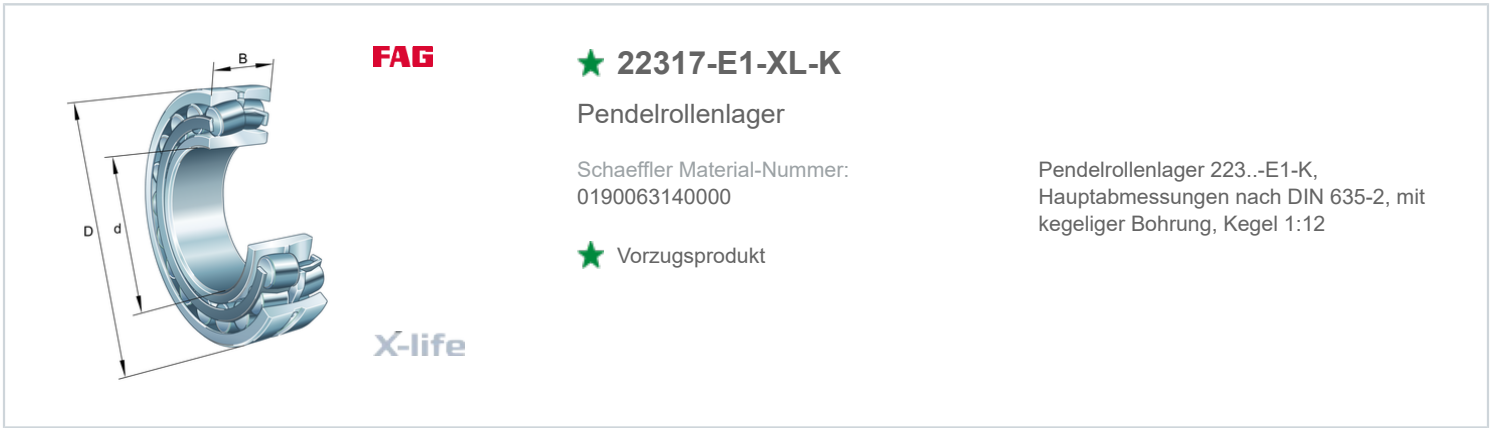 FAG
B
D
d
X-life
22317-E1-XL-K
Pendelrollenlager
Schaeffler Material-Nummer:
0190063140000
Vorzugsprodukt
Pendelrollenlager 223..-E1-K,
Hauptabmessungen nach DIN 635-2, mit
kegeliger Bohrung, Kegel 1:12